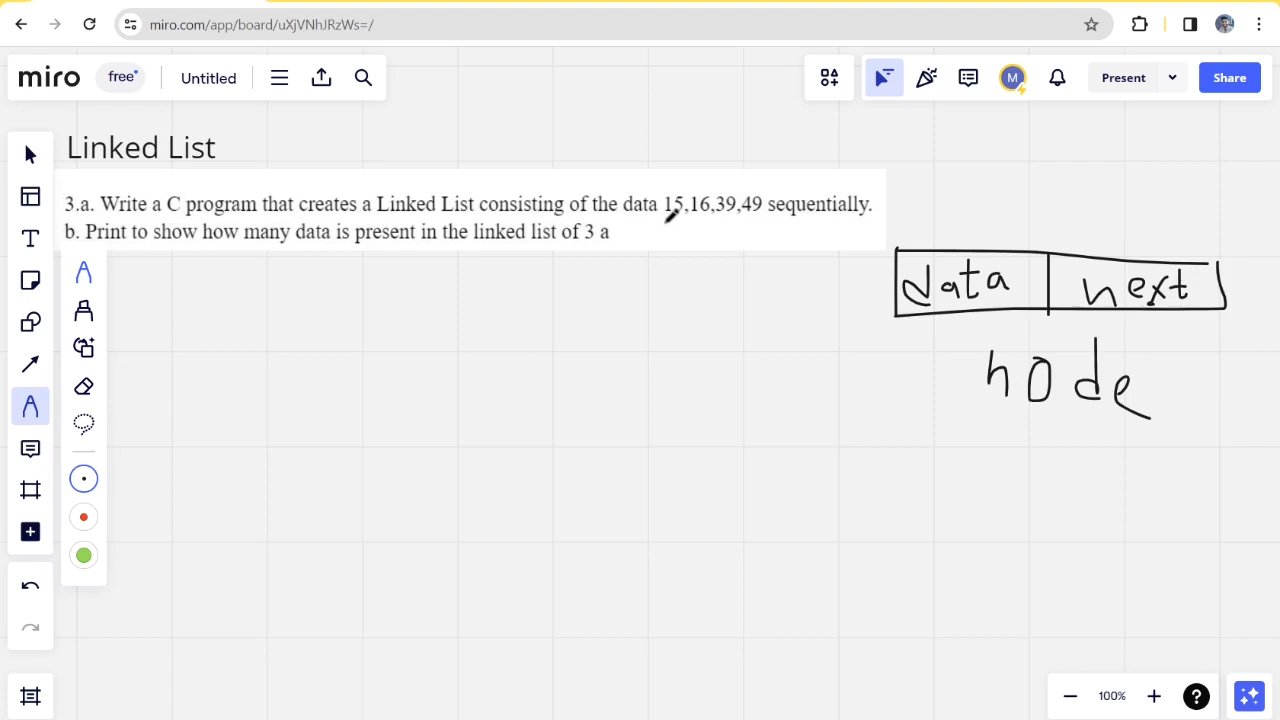 miro.com/app/board/uXjVNhJRzWs=/
miro free Untitled
M Present Share
Linked List
3.a. Write a C program that creates a Linked List consisting of the data 15,16,39,49 sequentially.
b. Print to show how many data is present in the linked list of 3 a
data next
node
100% ?